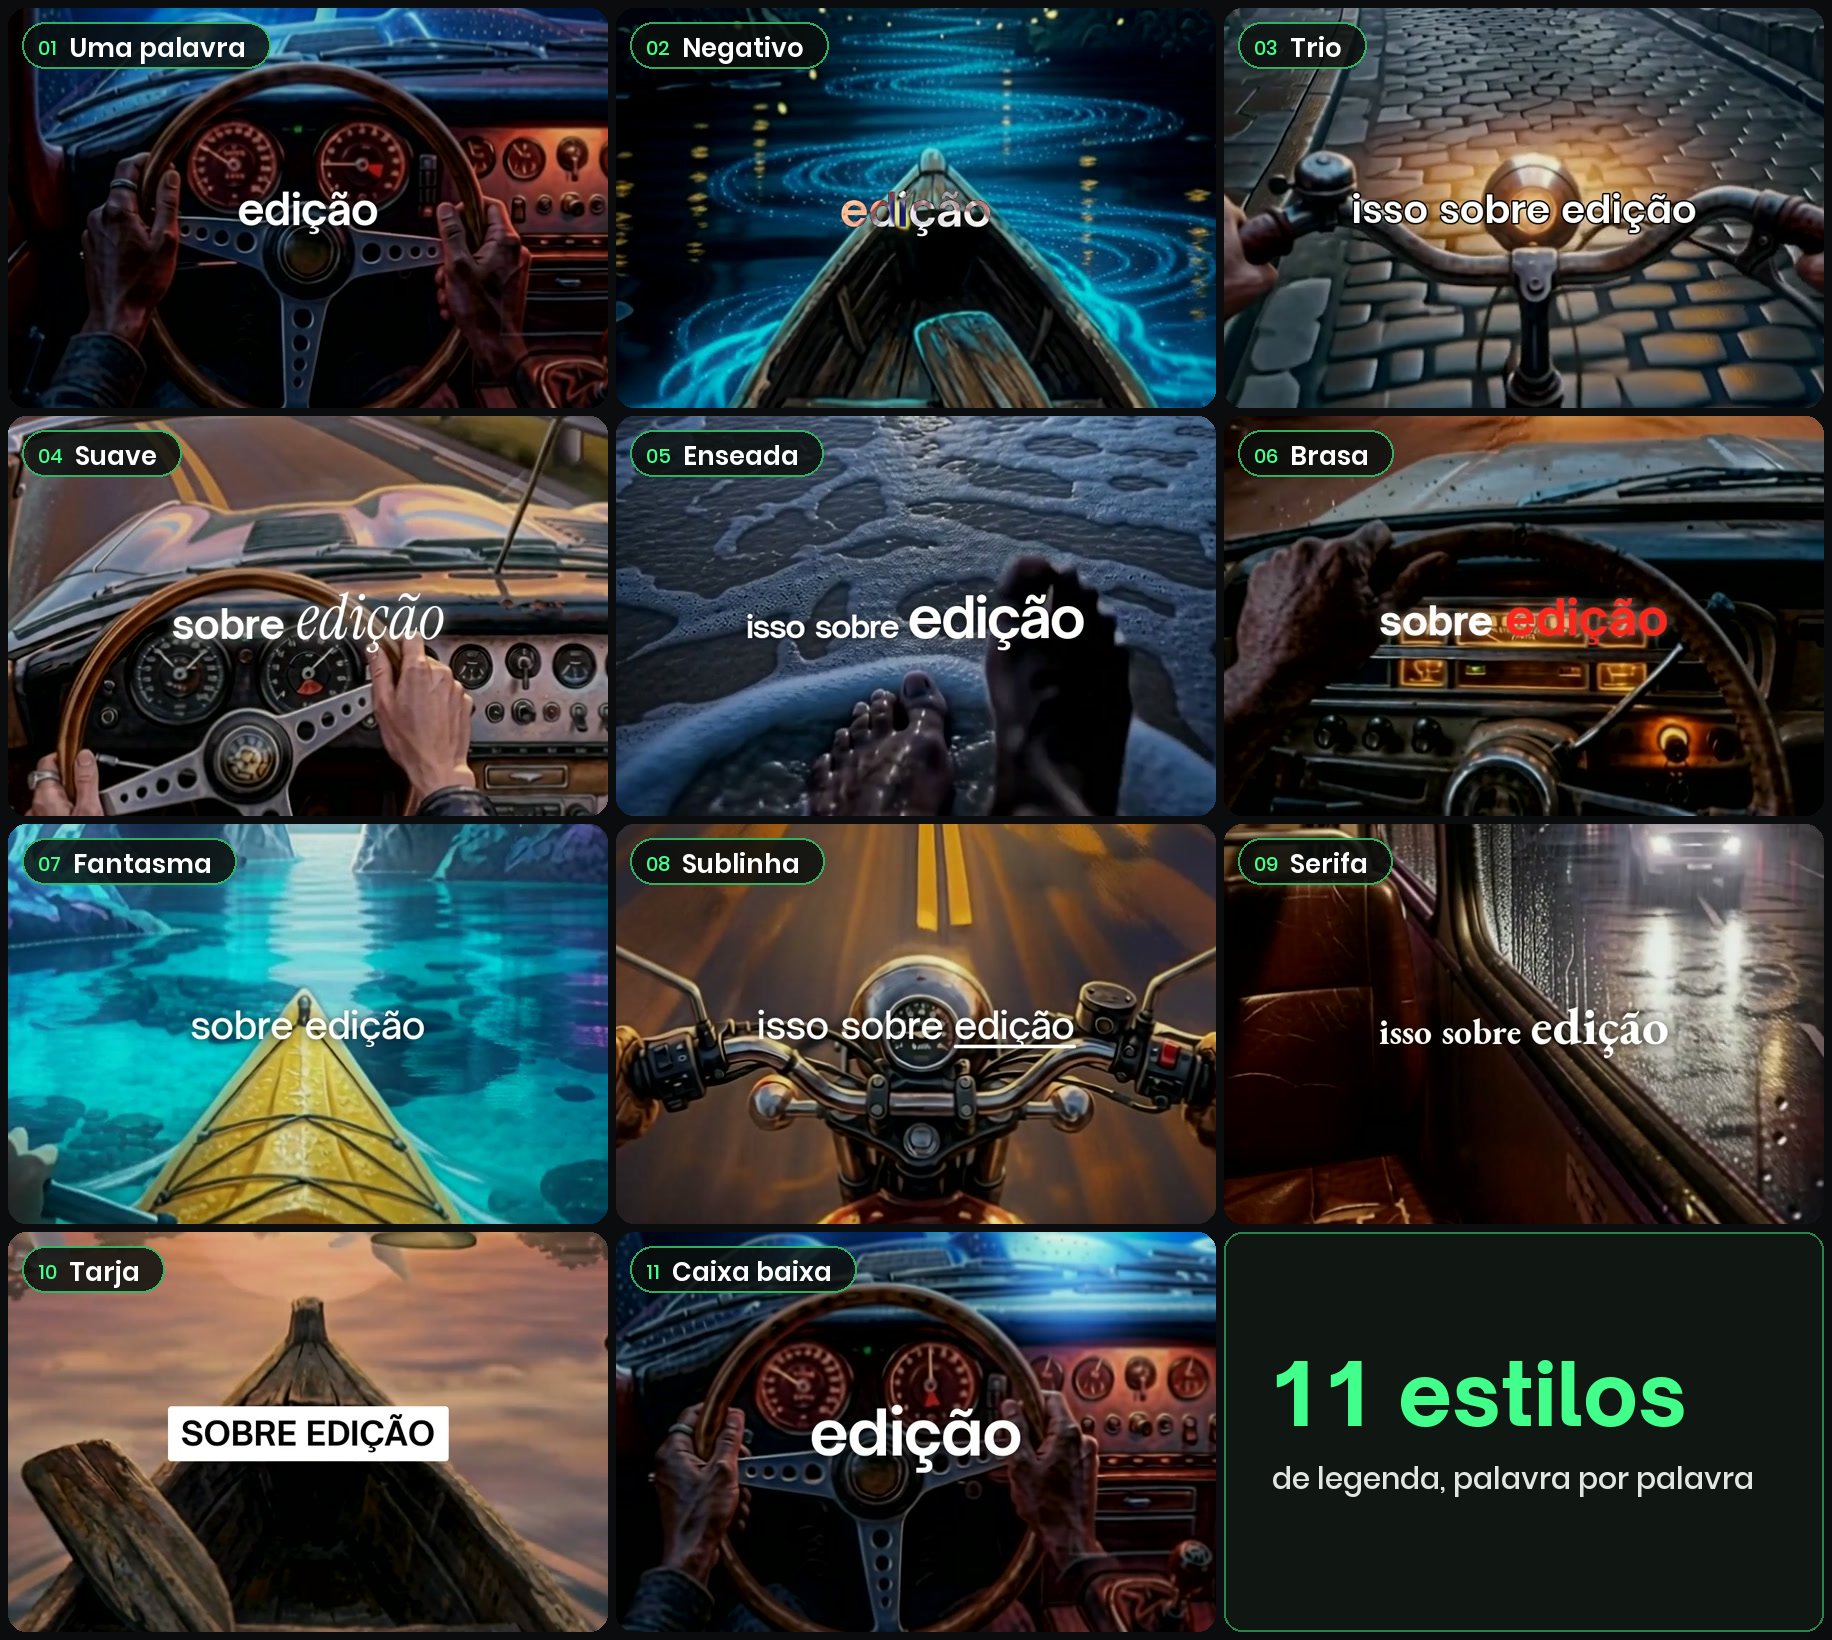 01 Uma palavra
edição
02 Negativo
edição
03 Trio
isso sobre edição
04 Suave
sobre edição
05 Enseada
isso sobre edição
06 Brasa
sobre edição
07 Fantasma
sobre edição
08 Sublinha
isso sobre edição
09 Serifa
isso sobre edição
10 Tarja
SOBRE EDIÇÃO
11 Caixa baixa
edição
11 estilos
de legenda, palavra por palavra